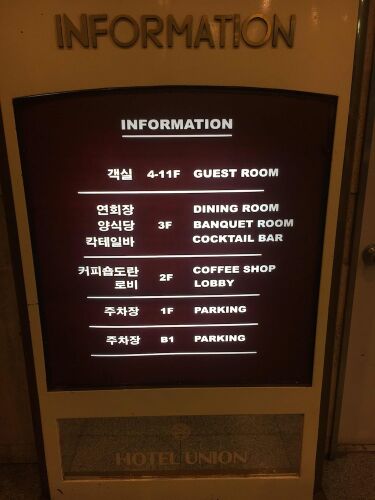 INFORMATION
INFORMATION
객실 4-11F GUEST ROOM
연회장 DINING ROOM
양식당 3F BANQUET ROOM
칵테일바 COCKTAIL BAR
커피숍도란 COFFEE SHOP
로비 2F LOBBY
주차장 1F PARKING
주차장 B1 PARKING
HOTEL UNION